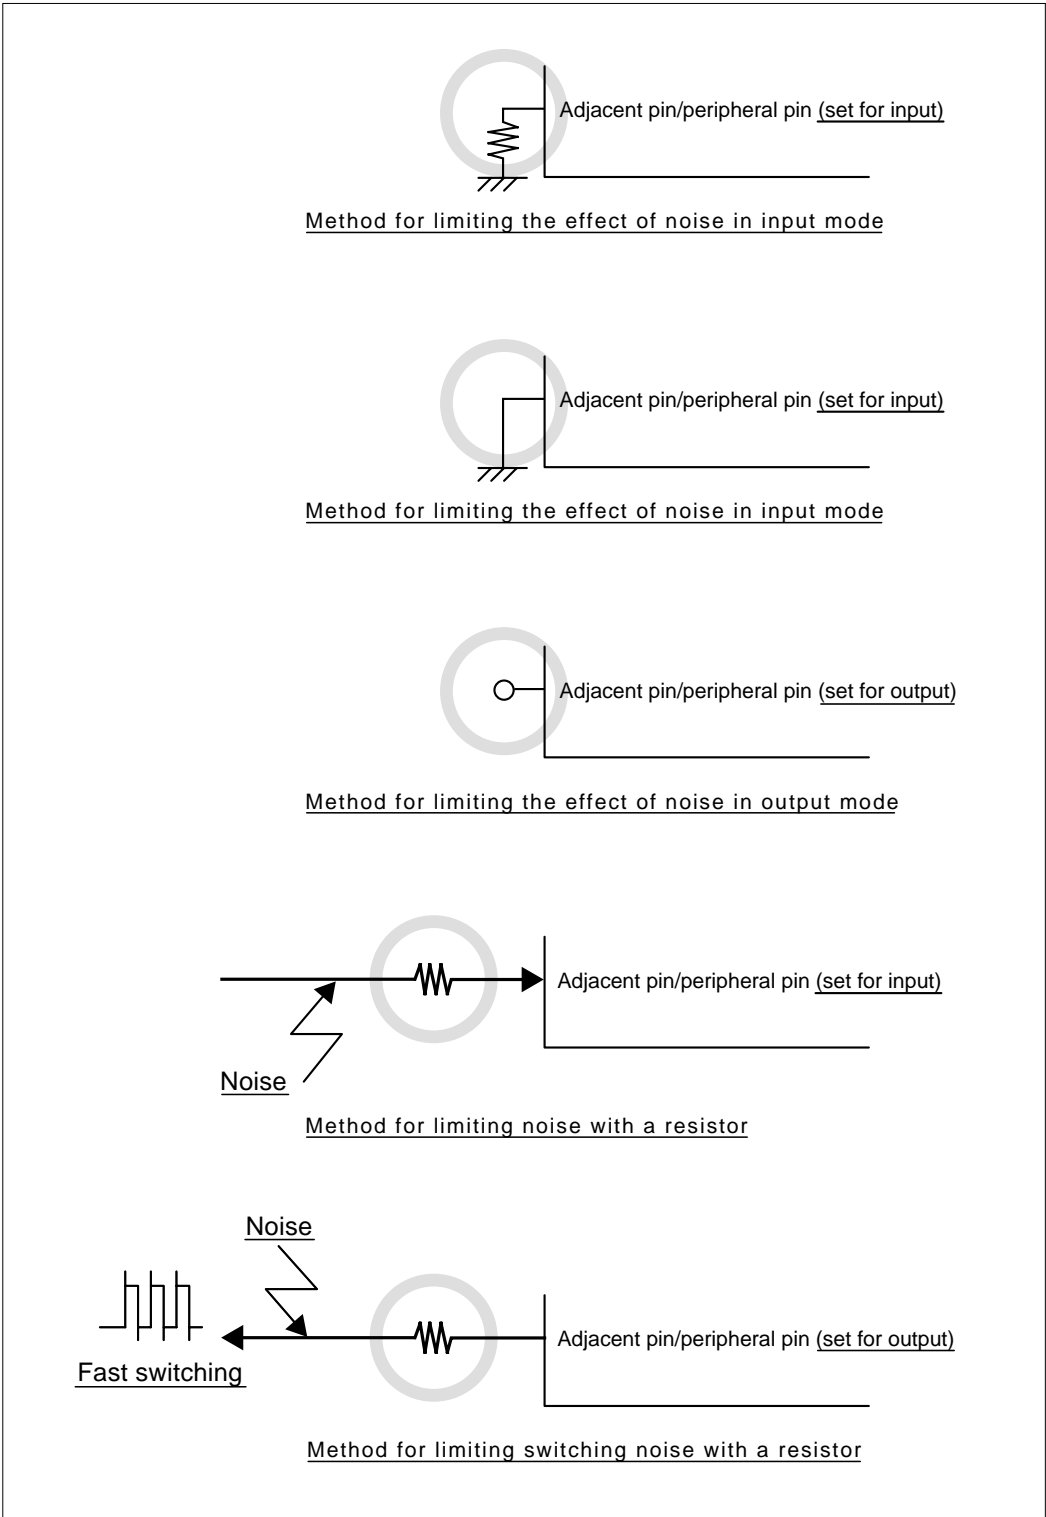 Adjacent pin/peripheral pin (set for input)
Method for limiting the effect of noise in input mode
Adjacent pin/peripheral pin (set for input)
Method for limiting the effect of noise in input mode
Adjacent pin/peripheral pin (set for output)
Method for limiting the effect of noise in output mode
Adjacent pin/peripheral pin (set for input)
Noise
Method for limiting noise with a resistor
Noise
Adjacent pin/peripheral pin (set for output)
Fast switching
Method for limiting switching noise with a resistor